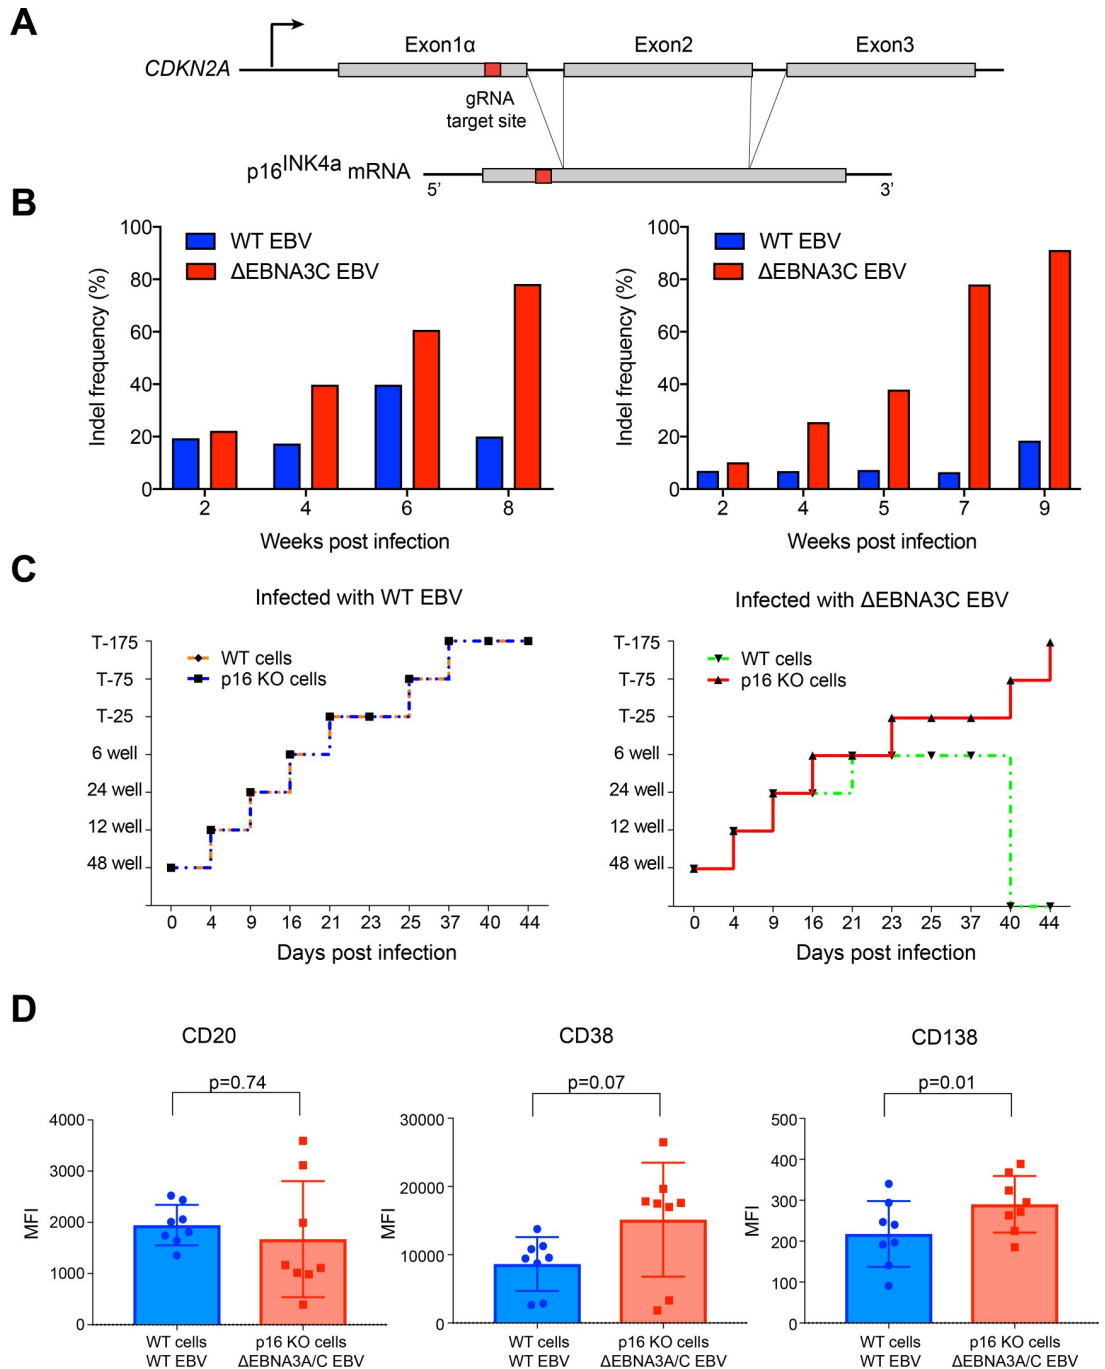 A
CDKN2A
Exon1α
Exon2
Exon3
gRNA
target site
p16INK4a mRNA
5’
3’
B
Indel frequency (%)
100
80
60
40
20
0
WT EBV
ΔEBNA3C EBV
2 4 6 8
Weeks post infection
Indel frequency (%)
100
80
60
40
20
0
WT EBV
ΔEBNA3C EBV
2 4 5 7 9
Weeks post infection
C
Infected with WT EBV
T-175
T-75
T-25
6 well
24 well
12 well
48 well
WT cells
p16 KO cells
0 4 9 16 21 23 25 37 40 44
Days post infection
Infected with ΔEBNA3C EBV
T-175
T-75
T-25
6 well
24 well
12 well
48 well
WT cells
p16 KO cells
0 4 9 16 21 23 25 37 40 44
Days post infection
D
CD20
p=0.74
MFI
4000
3000
2000
1000
0
WT cells
WT EBV
p16 KO cells
ΔEBNA3A/C EBV
CD38
p=0.07
MFI
30000
20000
10000
0
WT cells
WT EBV
p16 KO cells
ΔEBNA3A/C EBV
CD138
p=0.01
MFI
500
400
300
200
100
0
WT cells
WT EBV
p16 KO cells
ΔEBNA3A/C EBV